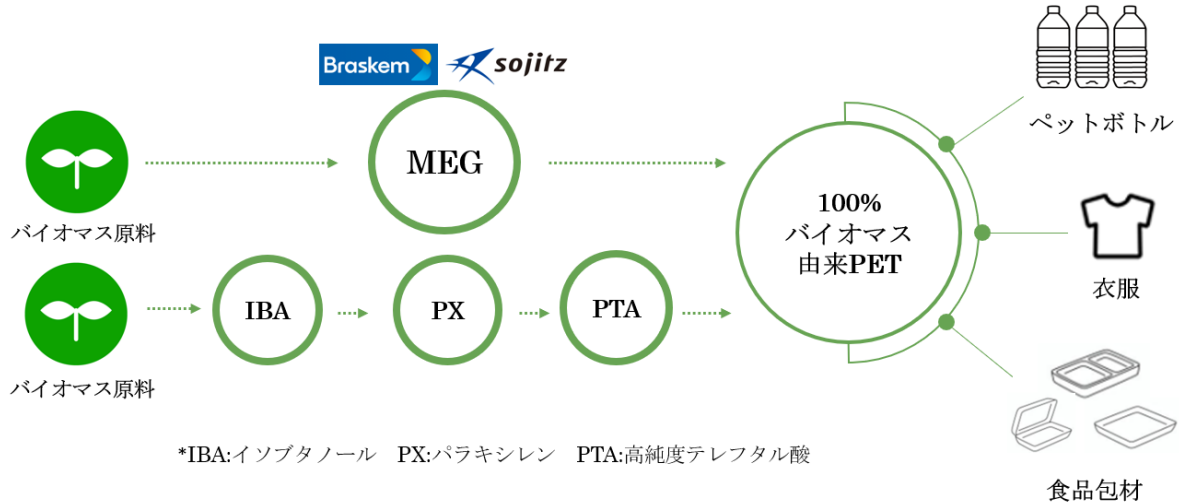 Braskem
sojitz
MEG
バイオマス原料
IBA
PX
PTA
バイオマス原料
100%
バイオマス
由来PET
ペットボトル
衣服
食品包材
*IBA:イソブタノール　PX:パラキシレン　PTA:高純度テレフタル酸